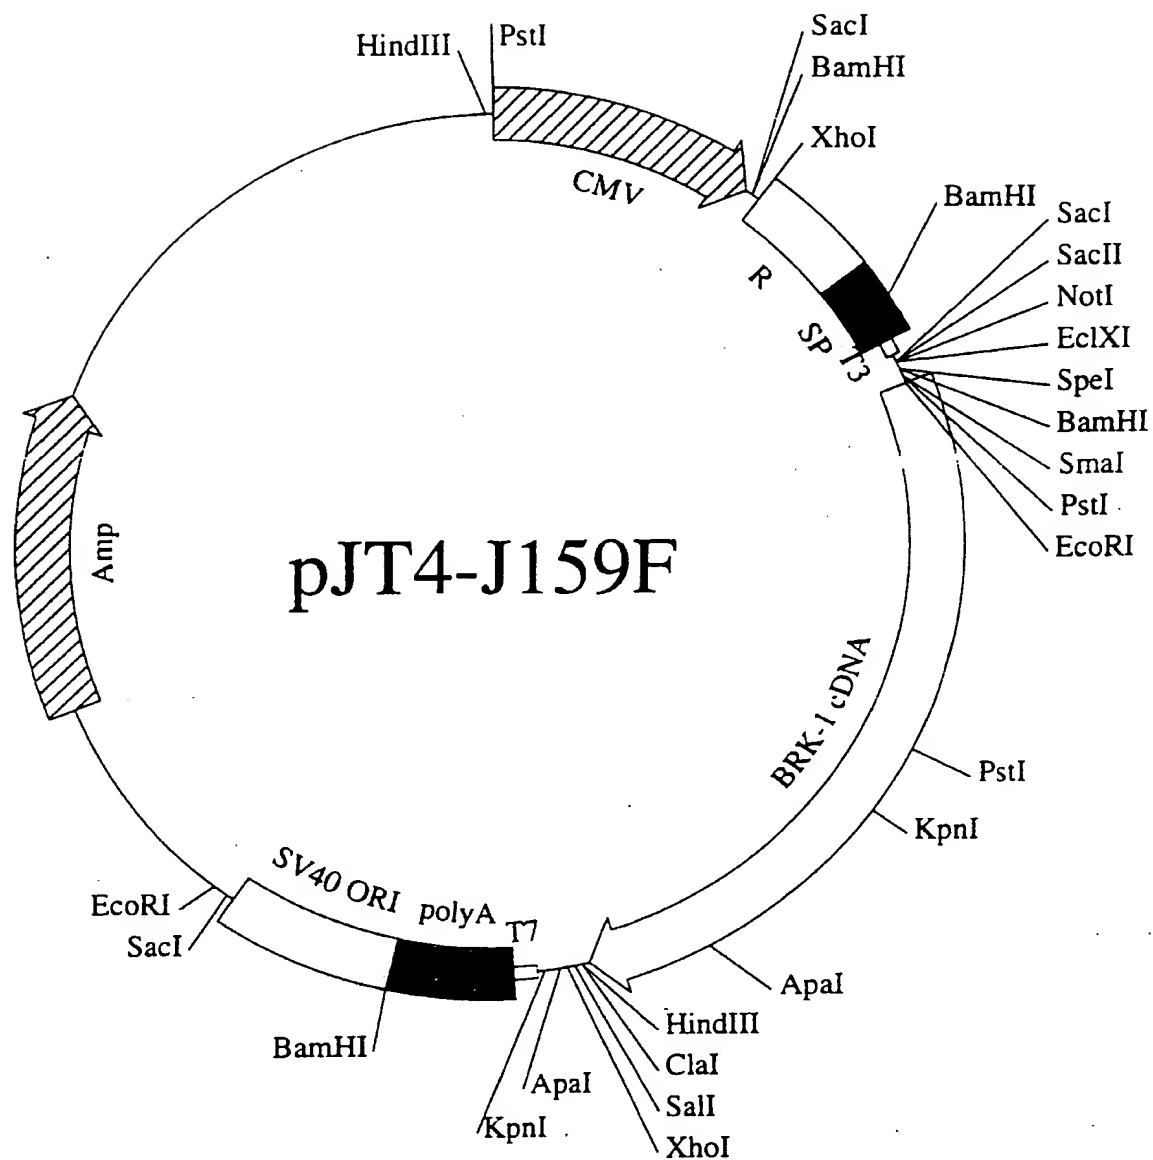 HindIII
PstI
SacI
BamHI
XhoI
CMV
BamHI
SacI
SacII
NotI
EclXI
SpeI
BamHI
SmaI
PstI
EcoRI
R
SP
T3
Amp
pJT4-J159F
BRK-1 cDNA
PstI
KpnI
SV40 ORI
polyA
T7
EcoRI
SacI
ApaI
HindIII
BamHI
ClaI
ApaI
SalI
KpnI
XhoI